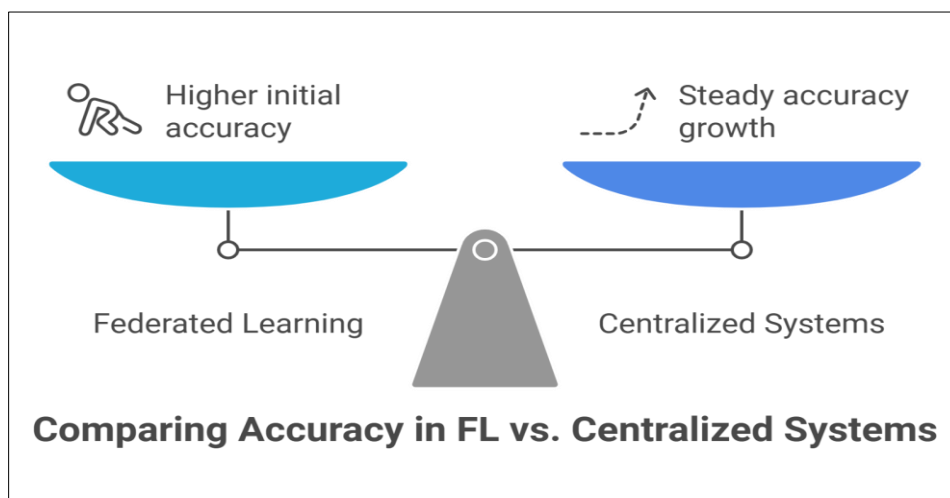 Higher initial
accuracy
Steady accuracy
growth
Federated Learning
Centralized Systems
Comparing Accuracy in FL vs. Centralized Systems